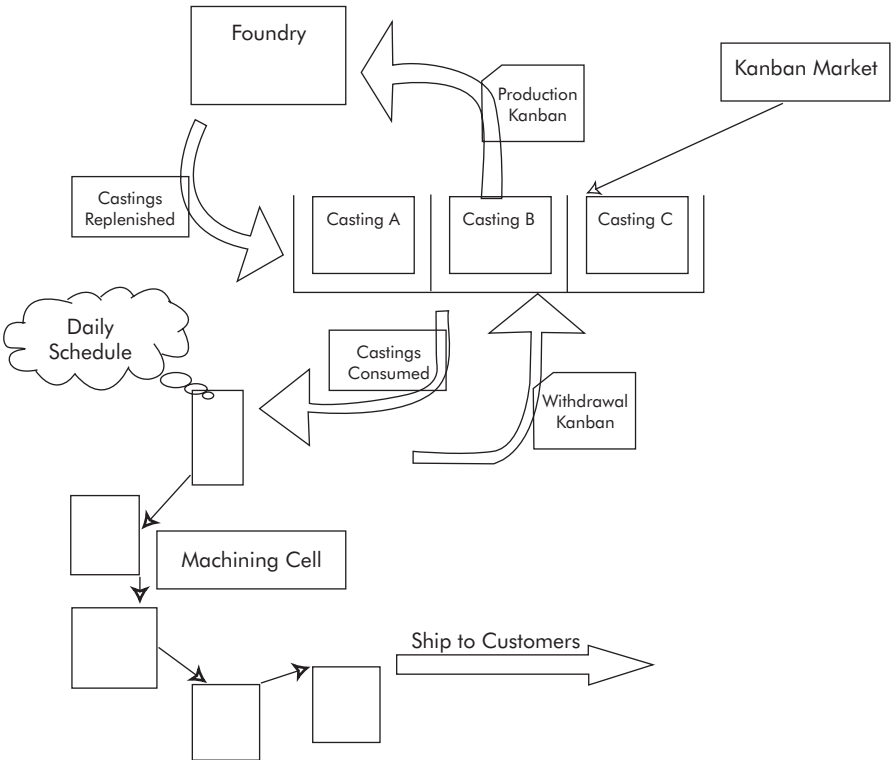 Foundry
Kanban Market
Production
Kanban
Castings
Replenished
Casting A
Casting B
Casting C
Daily
Schedule
Castings
Consumed
Withdrawal
Kanban
Machining Cell
Ship to Customers